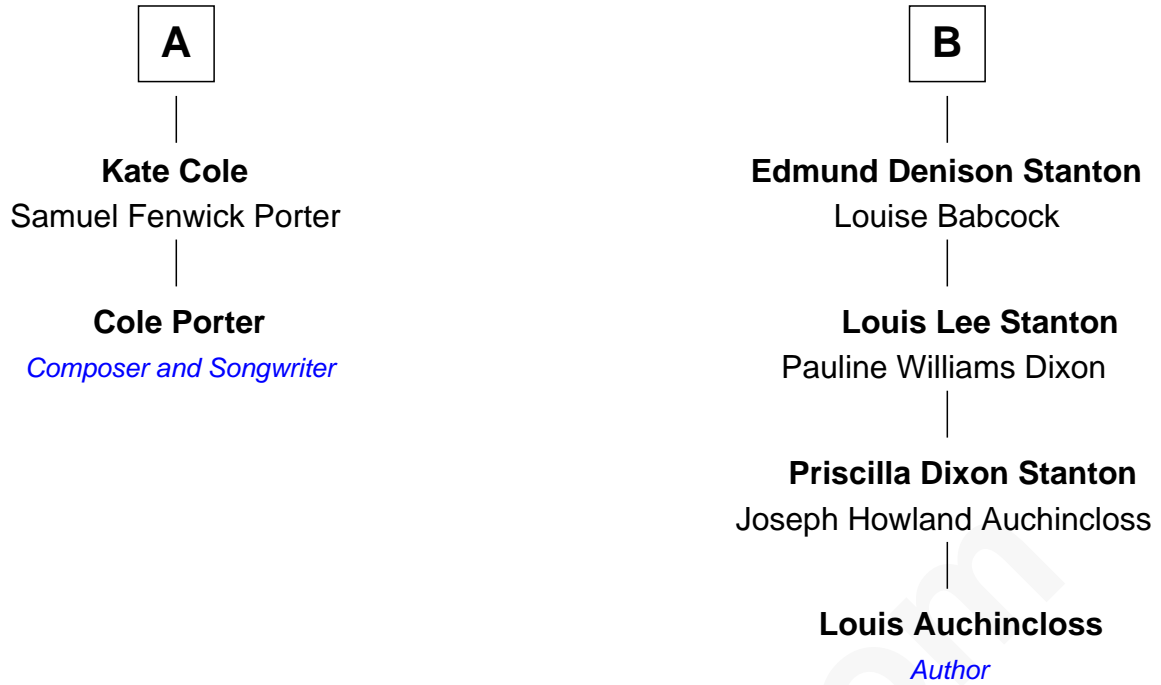 A
Kate Cole
Samuel Fenwick Porter
Cole Porter
Composer and Songwriter
B
Edmund Denison Stanton
Louise Babcock
Louis Lee Stanton
Pauline Williams Dixon
Priscilla Dixon Stanton
Joseph Howland Auchincloss
Louis Auchincloss
Author